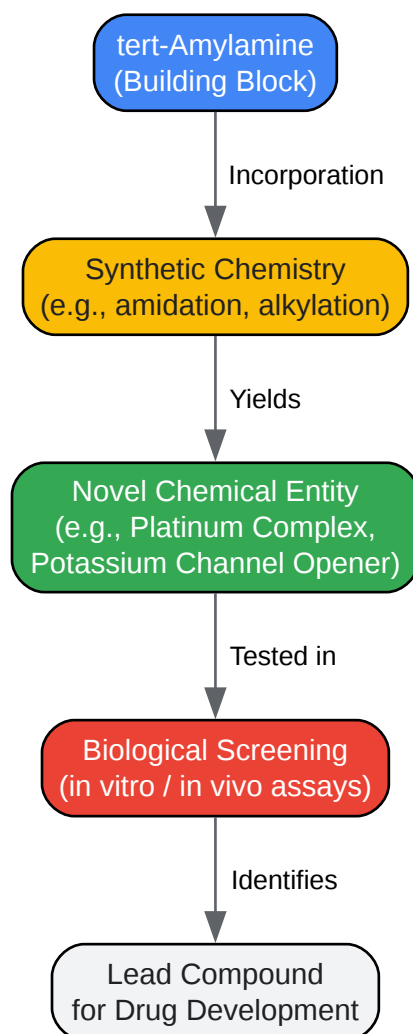 tert-Amylamine
(Building Block)
Incorporation
Synthetic Chemistry
(e.g., amidation, alkylation)
Yields
Novel Chemical Entity
(e.g., Platinum Complex,
Potassium Channel Opener)
Tested in
Biological Screening
(in vitro / in vivo assays)
Identifies
Lead Compound
for Drug Development